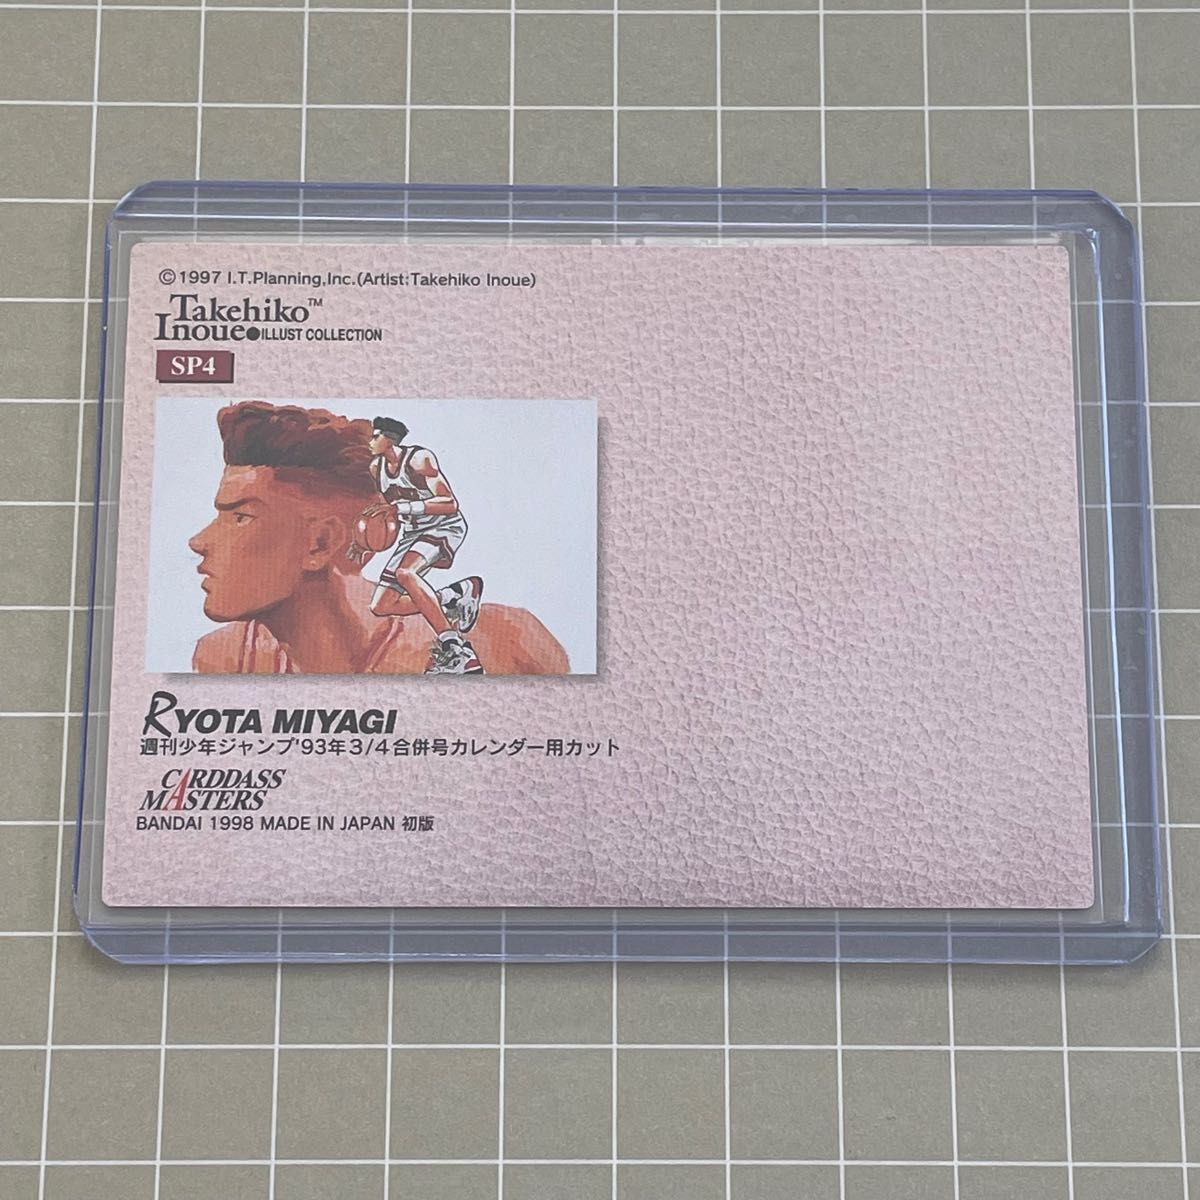 ©1997 I.T.Planning,Inc.(Artist:Takehiko Inoue)
Takehiko™
Inoue●ILLUST COLLECTION
SP4
RYOTA MIYAGI
週刊少年ジャンプ'93年3/4合併号カレンダー用カット
CARDDASS
MASTERS
BANDAI 1998 MADE IN JAPAN 初版